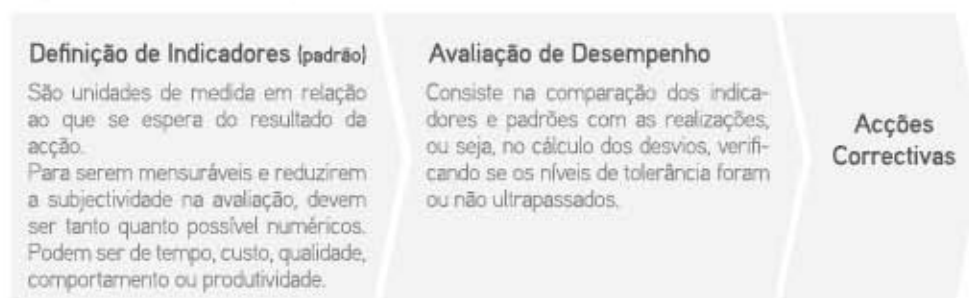 Definição de Indicadores (padrão)
São unidades de medida em relação
ao que se espera do resultado da
acção.
Para serem mensuráveis e reduzirem
a subjectividade na avaliação, devem
ser tanto quanto possível numéricos.
Podem ser de tempo, custo, qualidade,
comportamento ou produtividade.
Avaliação de Desempenho
Consiste na comparação dos indica-
dores e padrões com as realizações,
ou seja, no cálculo dos desvios, verifi-
cando se os níveis de tolerância foram
ou não ultrapassados.
Acções
Correctivas